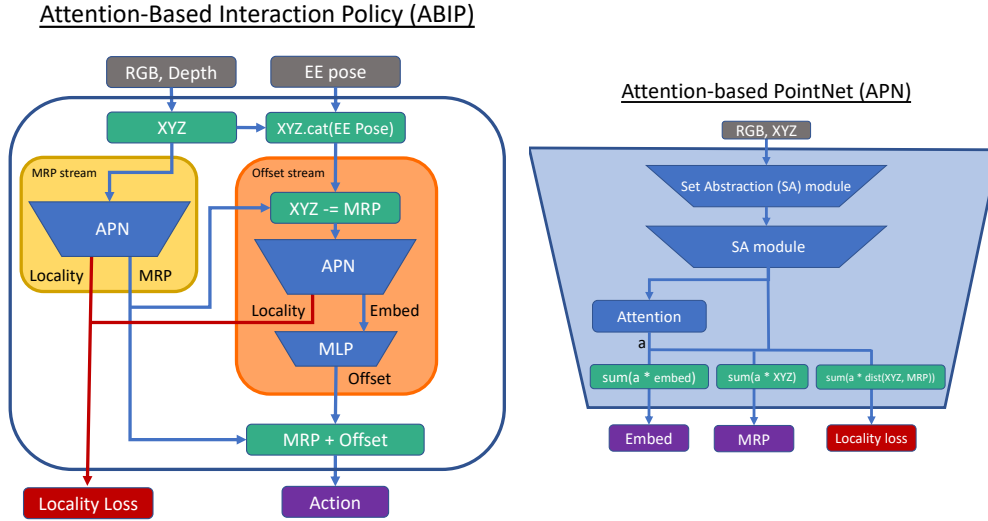 Attention-Based Interaction Policy (ABIP)
RGB, Depth
EE pose
XYZ
XYZ.cat(EE Pose)
MRP stream
Offset stream
XYZ -= MRP
APN
APN
Locality
MRP
Locality
Embed
MLP
Offset
MRP + Offset
Locality Loss
Action
Attention-based PointNet (APN)
RGB, XYZ
Set Abstraction (SA) module
SA module
Attention
a
sum(a * embed)
sum(a * XYZ)
sum(a * dist(XYZ, MRP))
Embed
MRP
Locality loss